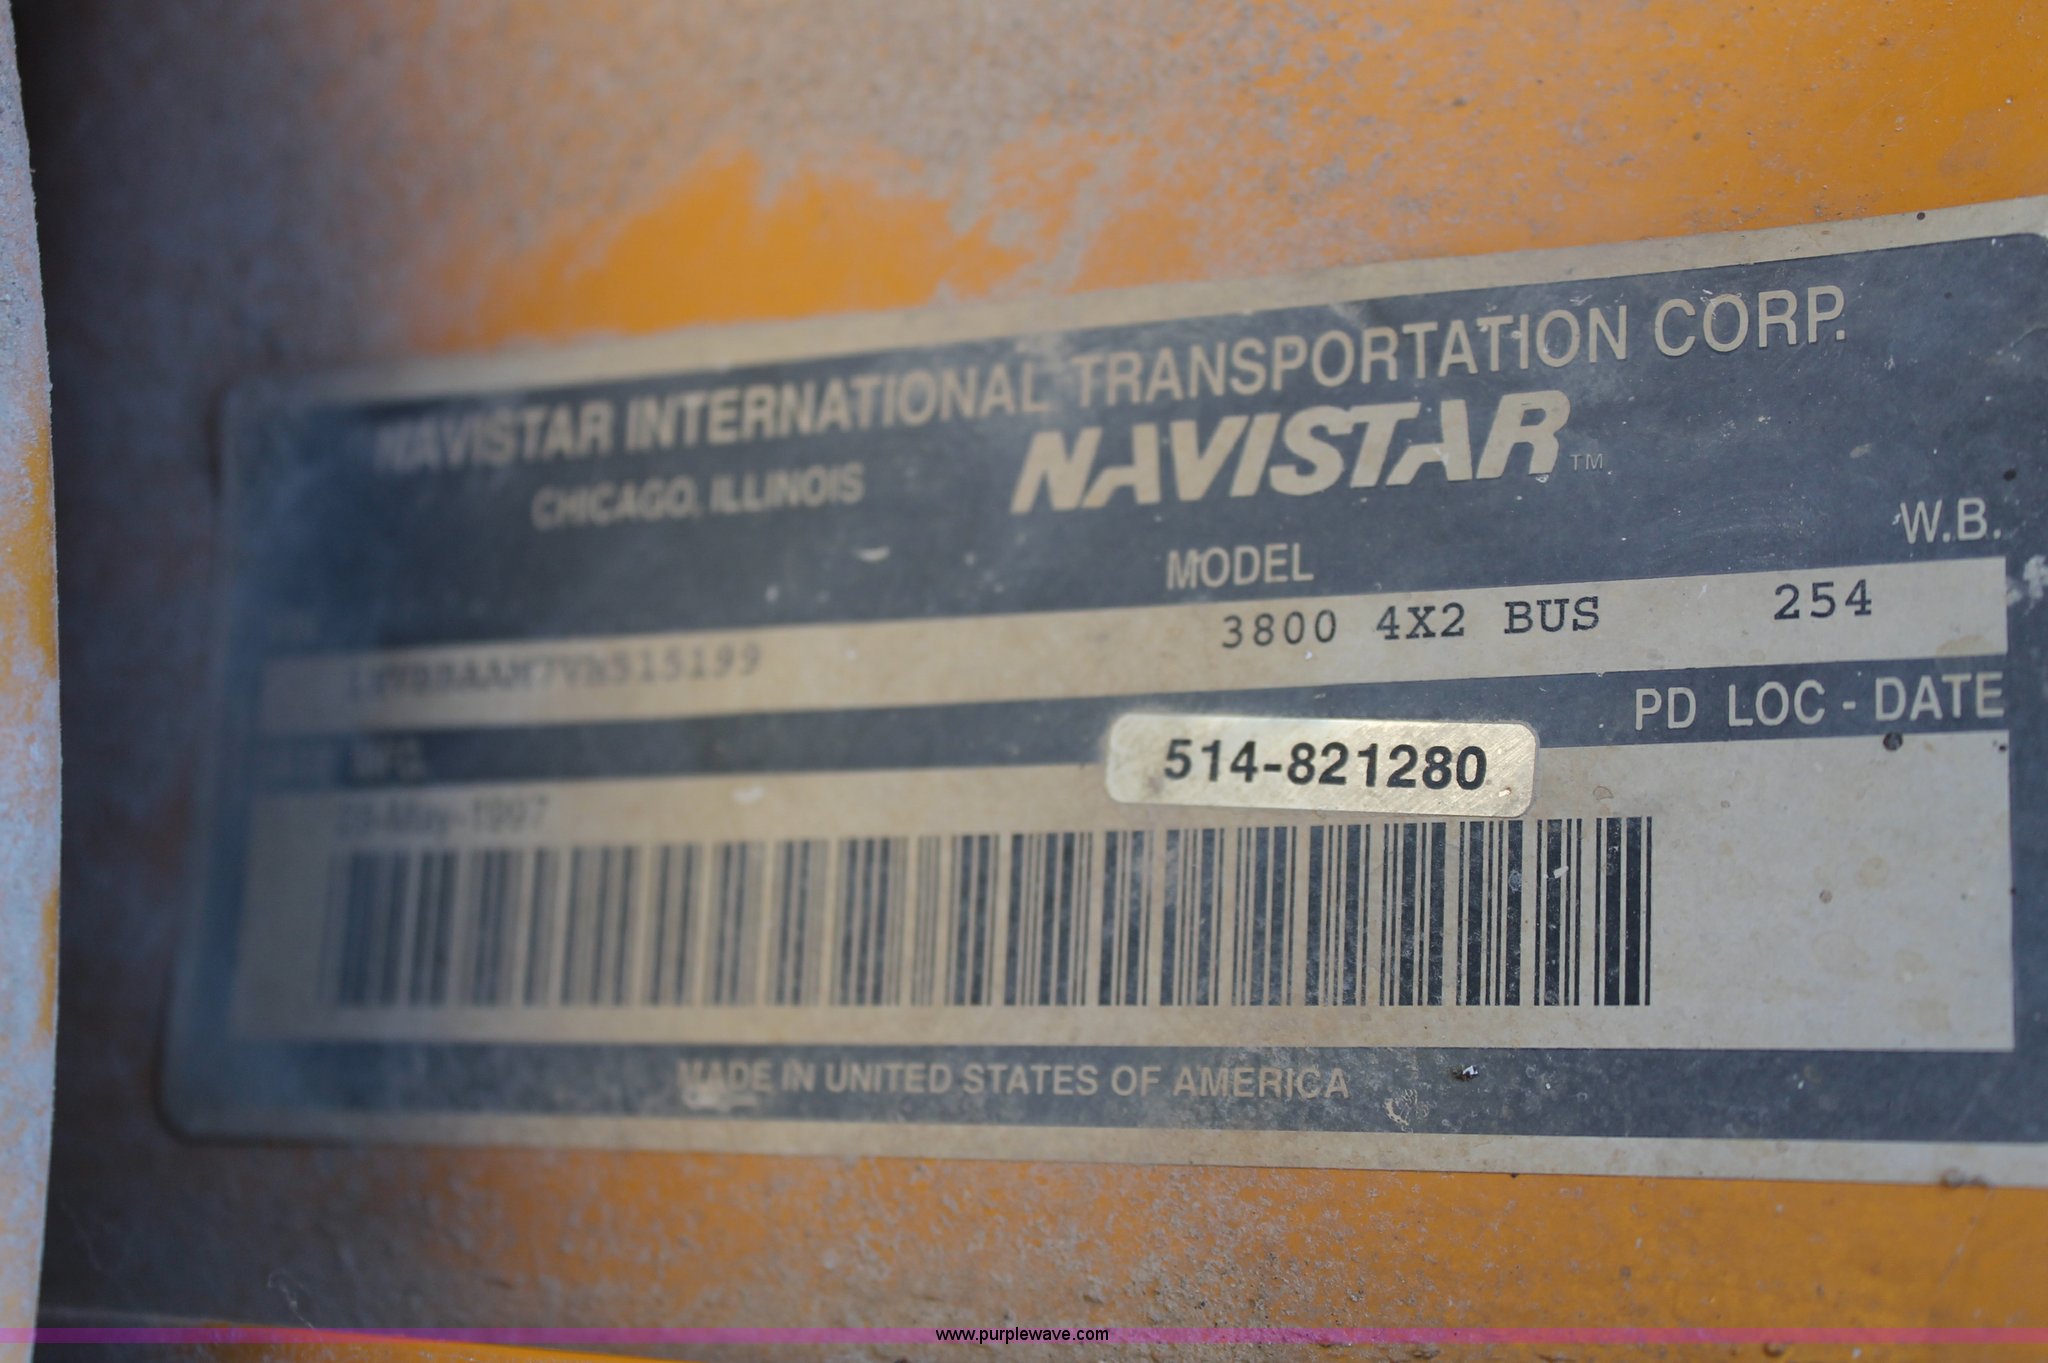 NAVISTAR INTERNATIONAL TRANSPORTATION CORP.
CHICAGO, ILLINOIS
NAVISTAR™
MODEL W.B.
3800 4X2 BUS 254
PD LOC - DATE
514-821280
MFG.
MADE IN UNITED STATES OF AMERICA
www.purplewave.com